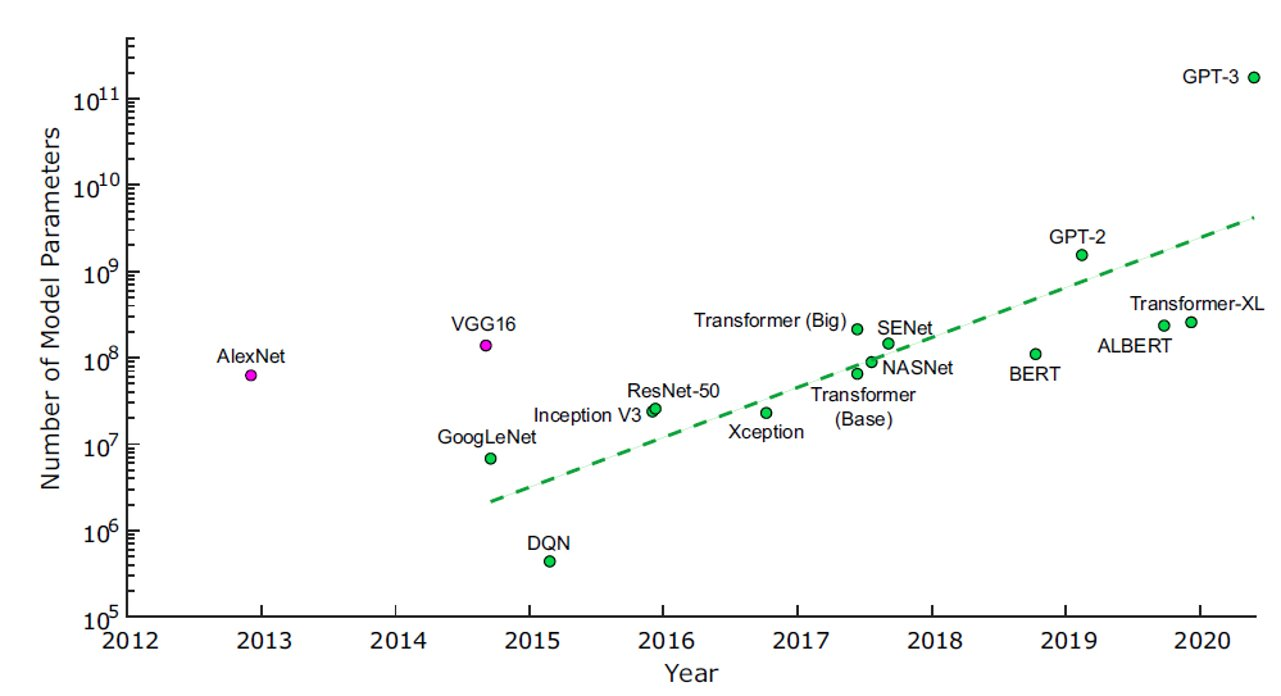 GPT-3
10^11
10^10
GPT-2
10^9
Transformer-XL
Transformer (Big)
SENet
VGG16
ALBERT
10^8
AlexNet
NASNet
BERT
ResNet-50
Transformer
(Base)
Inception V3
Xception
GoogLeNet
10^7
10^6
DQN
10^5
Number of Model Parameters
2012 2013 2014 2015 2016 2017 2018 2019 2020
Year